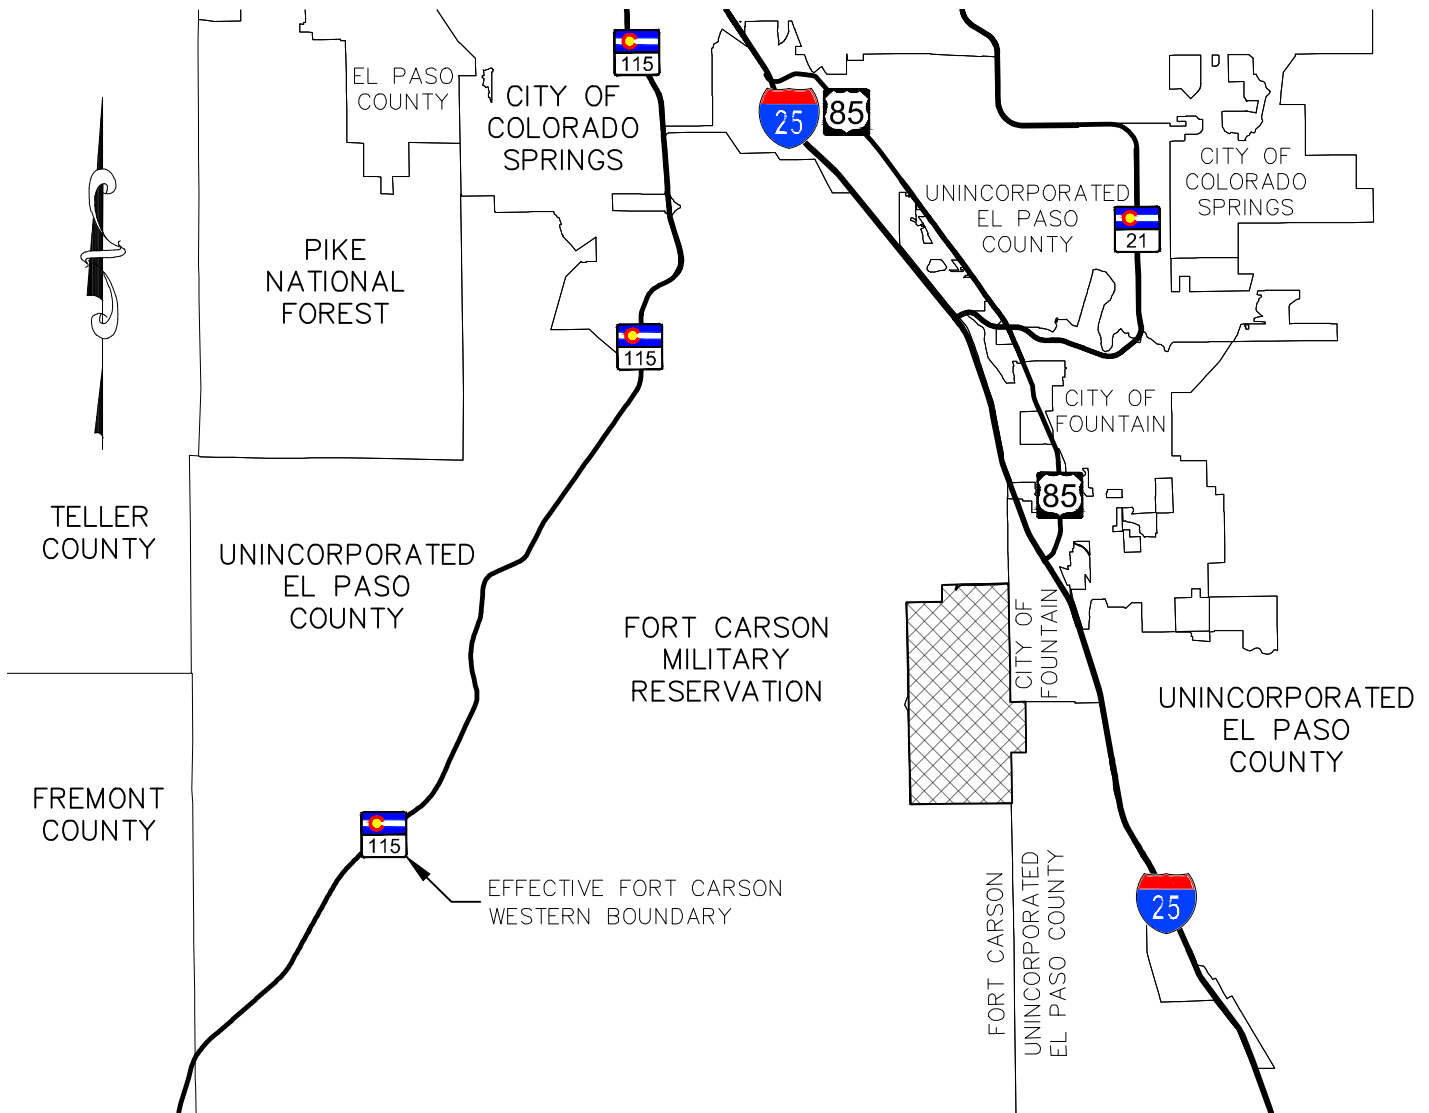 115
EL PASO
COUNTY
CITY OF
COLORADO
SPRINGS
25
85
CITY OF
COLORADO
SPRINGS
UNINCORPORATED
EL PASO
COUNTY
21
PIKE
NATIONAL
FOREST
115
CITY OF
FOUNTAIN
85
TELLER
COUNTY
UNINCORPORATED
EL PASO
COUNTY
FORT CARSON
MILITARY
RESERVATION
CITY OF
FOUNTAIN
UNINCORPORATED
EL PASO
COUNTY
FREMONT
COUNTY
115
EFFECTIVE FORT CARSON
WESTERN BOUNDARY
FORT CARSON
UNINCORPORATED
EL PASO COUNTY
25